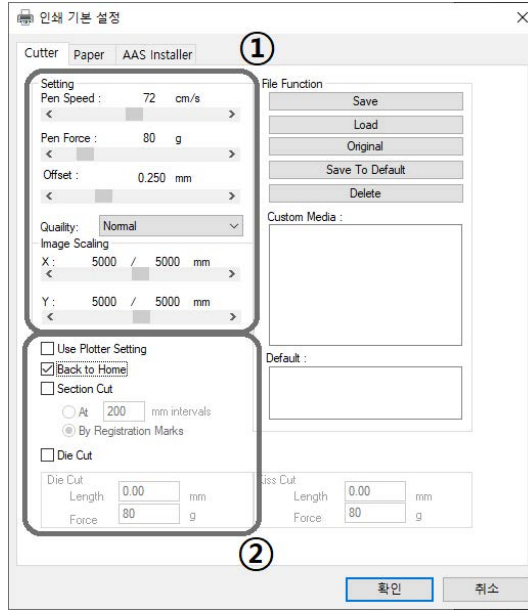 인쇄 기본 설정
Cutter Paper AAS Installer
①
Setting
Pen Speed : 72 cm/s
Pen Force : 80 g
Offset : 0.250 mm
Quaility: Normal
Image Scaling
X : 5000 / 5000 mm
Y : 5000 / 5000 mm
Use Plotter Setting
Back to Home
Section Cut
At 200 mm intervals
By Registration Marks
Die Cut
Die Cut
Length 0.00 mm
Force 80 g
②
File Function
Save
Load
Original
Save To Default
Delete
Custom Media :
Default :
Kiss Cut
Length 0.00 mm
Force 80 g
확인 취소